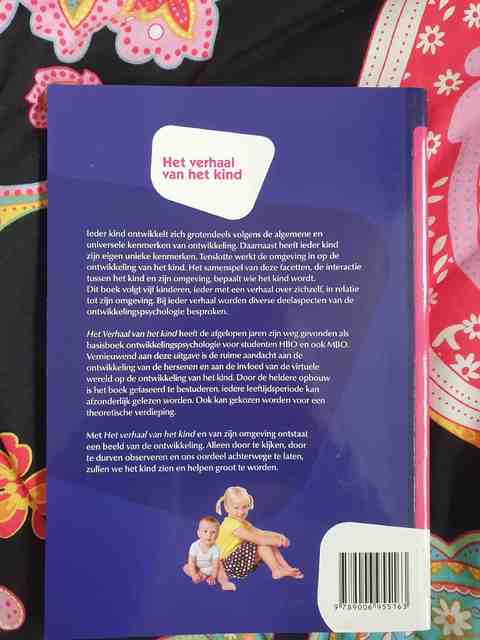 Het verhaal
van het kind
Ieder kind ontwikkelt zich grotendeels volgens de algemene en
universele kenmerken van ontwikkeling. Daarnaast heeft ieder kind
zijn eigen unieke kenmerken. Tenslotte werkt de omgeving in op de
ontwikkeling van het kind. Het samenspel van deze facetten, de interactie
tussen het kind en zijn omgeving, bepaalt wie het kind wordt.
Dit boek volgt vijf kinderen, ieder met een verhaal over zichzelf, in relatie
tot zijn omgeving. Bij ieder verhaal worden diverse deelaspecten van de
ontwikkelingspsychologie besproken.
Het Verhaal van het kind heeft de afgelopen jaren zijn weg gevonden als
basisboek ontwikkelingspsychologie voor studenten HBO en ook MBO.
Vernieuwend aan deze uitgave is de ruime aandacht aan de
ontwikkeling van de hersenen en aan de invloed van de virtuele
wereld op de ontwikkeling van het kind. Door de heldere opbouw
is het boek gefaseerd te bestuderen, iedere leeftijdsperiode kan
afzonderlijk gelezen worden. Ook kan gekozen worden voor een
theoretische verdieping.
Met Het verhaal van het kind en van zijn omgeving ontstaat
een beeld van de ontwikkeling. Alleen door te kijken, door
te durven observeren en ons oordeel achterwege te laten,
zullen we het kind zien en helpen groot te worden.
9 789006 955163